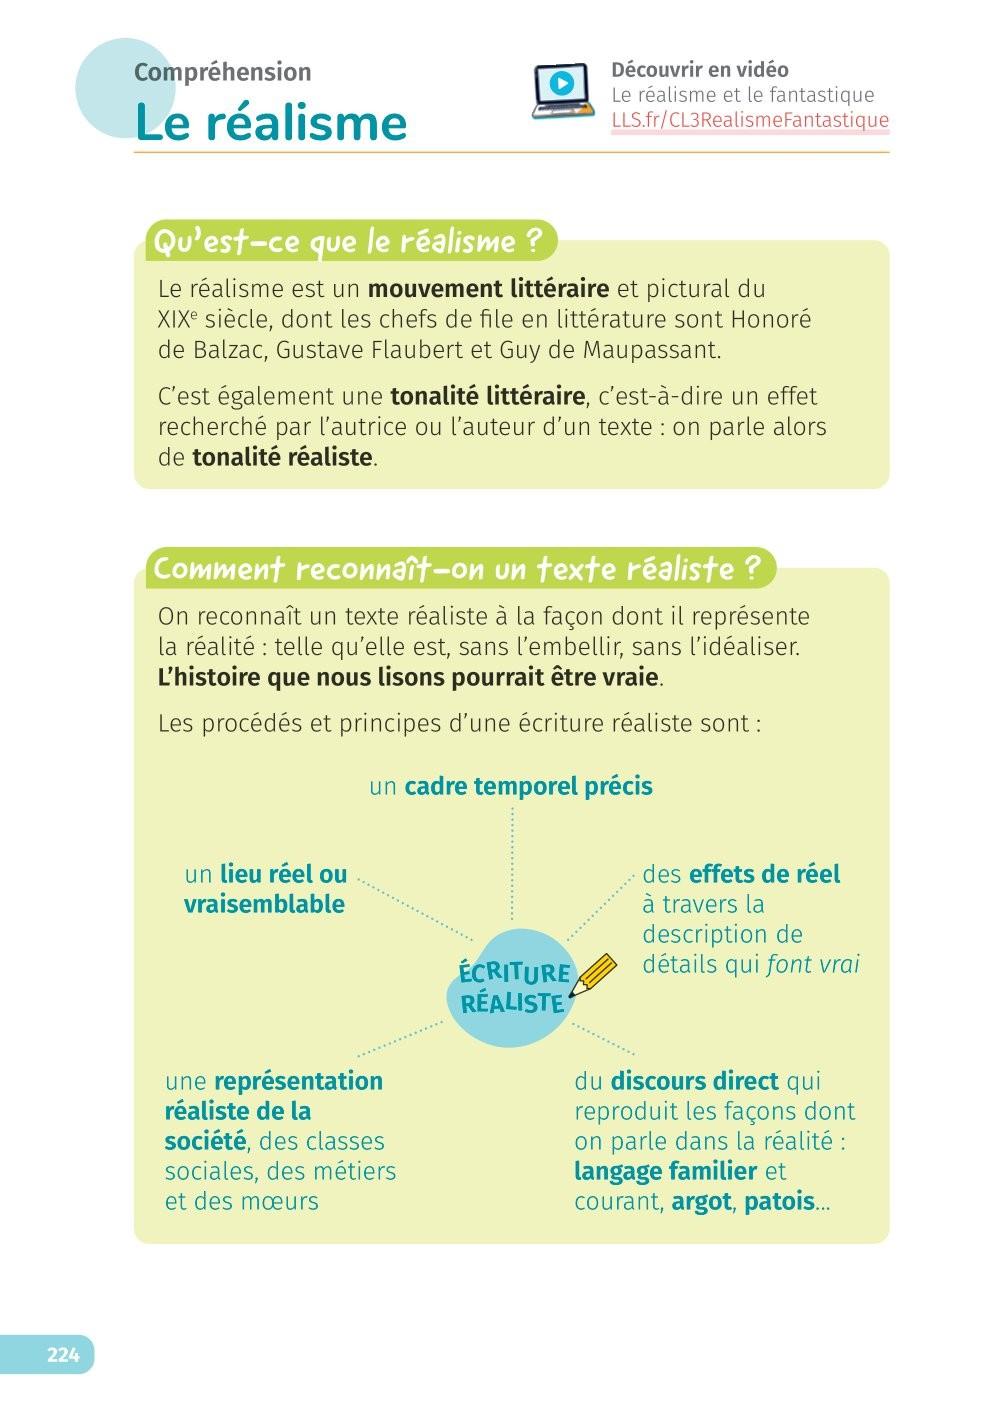 Compréhension
Le réalisme
Découvrir en vidéo
Le réalisme et le fantastique
LLS.fr/CL3RealismeFantastique
Qu'est-ce que le réalisme ?
Le réalisme est un mouvement littéraire et pictural du
XIXe siècle, dont les chefs de file en littérature sont Honoré
de Balzac, Gustave Flaubert et Guy de Maupassant.
C'est également une tonalité littéraire, c'est-à-dire un effet
recherché par l'autrice ou l'auteur d'un texte : on parle alors
de tonalité réaliste.
Comment reconnaît-on un texte réaliste ?
On reconnaît un texte réaliste à la façon dont il représente
la réalité : telle qu'elle est, sans l'embellir, sans l'idéaliser.
L'histoire que nous lisons pourrait être vraie.
Les procédés et principes d'une écriture réaliste sont :
un cadre temporel précis
un lieu réel ou
vraisemblable
des effets de réel
à travers la
description de
détails qui font vrai
ÉCRITURE
RÉALISTE
une représentation
réaliste de la
société, des classes
sociales, des métiers
et des mœurs
du discours direct qui
reproduit les façons dont
on parle dans la réalité :
langage familier et
courant, argot, patois...
224